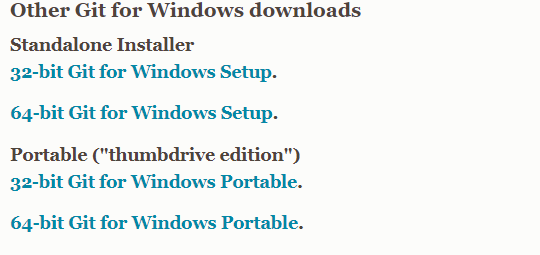 Other Git for Windows downloads
Standalone Installer
32-bit Git for Windows Setup.
64-bit Git for Windows Setup.
Portable ("thumbdrive edition")
32-bit Git for Windows Portable.
64-bit Git for Windows Portable.